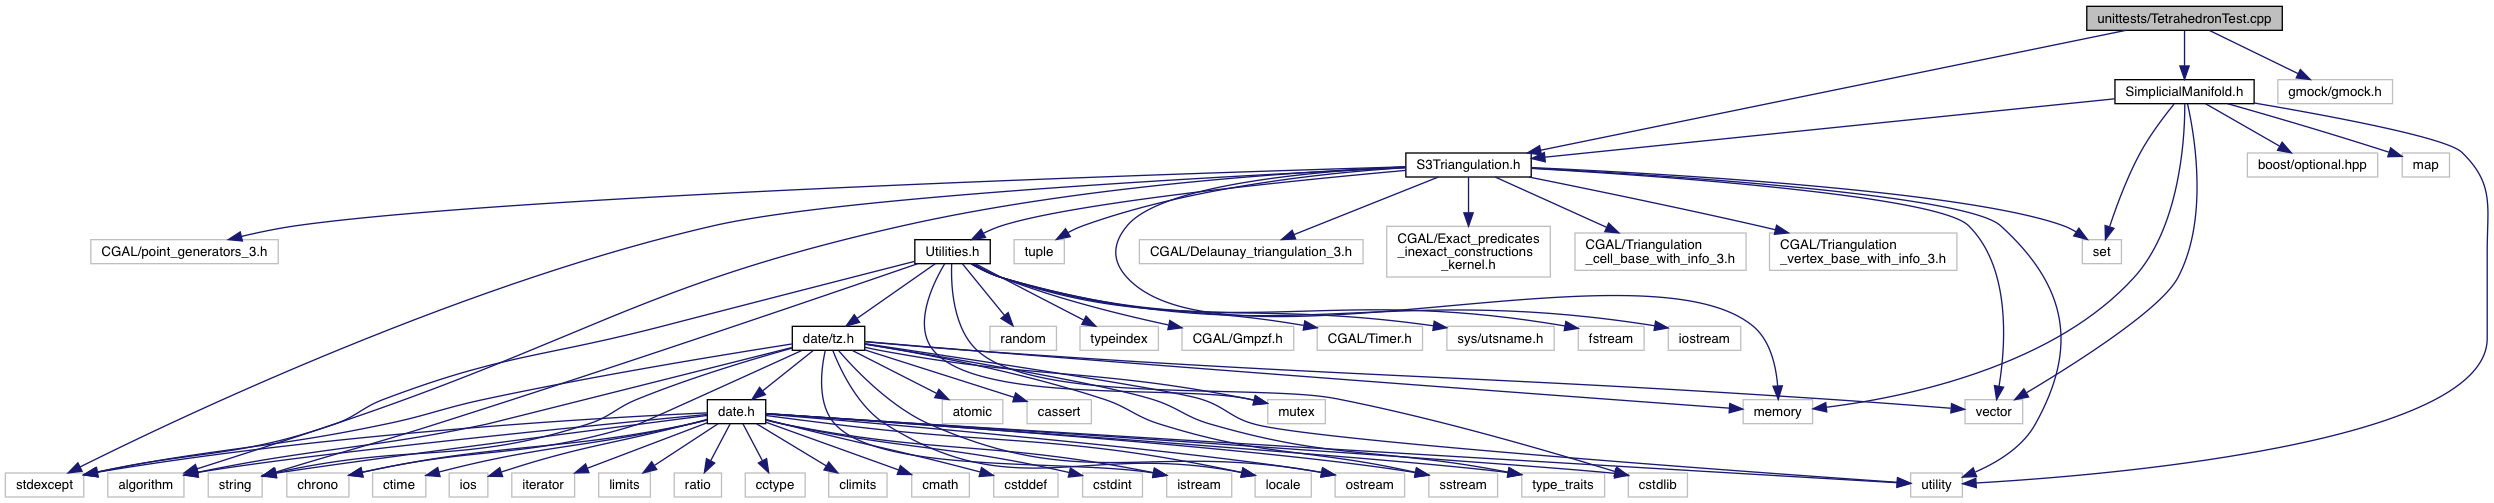 unittests/TetrahedronTest.cpp
SimplicialManifold.h
gmock/gmock.h
S3Triangulation.h
boost/optional.hpp
map
CGAL/point_generators_3.h
Utilities.h
tuple
CGAL/Delaunay_triangulation_3.h
CGAL/Exact_predicates
_inexact_constructions
_kernel.h
CGAL/Triangulation
_cell_base_with_info_3.h
CGAL/Triangulation
_vertex_base_with_info_3.h
set
date/tz.h
random
typeindex
CGAL/Gmpzf.h
CGAL/Timer.h
sys/utsname.h
fstream
iostream
date.h
atomic
cassert
mutex
memory
vector
stdexcept
algorithm
string
chrono
ctime
ios
iterator
limits
ratio
cctype
climits
cmath
cstddef
cstdint
istream
locale
ostream
sstream
type_traits
cstdlib
utility